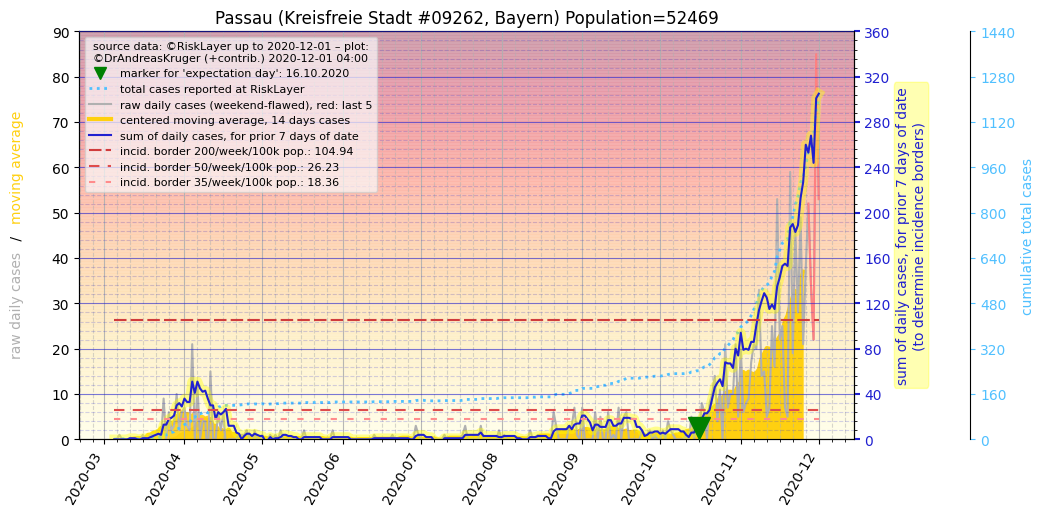 Passau (Kreisfreie Stadt #09262, Bayern) Population=52469
source data: ©RiskLayer up to 2020-12-01 – plot:
©DrAndreasKruger (+contrib.) 2020-12-01 04:00
marker for 'expectation day': 16.10.2020
total cases reported at RiskLayer
raw daily cases (weekend-flawed), red: last 5
centered moving average, 14 days cases
sum of daily cases, for prior 7 days of date
incid. border 200/week/100k pop.: 104.94
incid. border 50/week/100k pop.: 26.23
incid. border 35/week/100k pop.: 18.36
raw daily cases / moving average
90
80
70
60
50
40
30
20
10
0
2020-03
2020-04
2020-05
2020-06
2020-07
2020-08
2020-09
2020-10
2020-11
2020-12
360
320
280
240
200
160
120
80
40
0
sum of daily cases, for prior 7 days of date
(to determine incidence borders)
1440
1280
1120
960
800
640
480
320
160
0
cumulative total cases